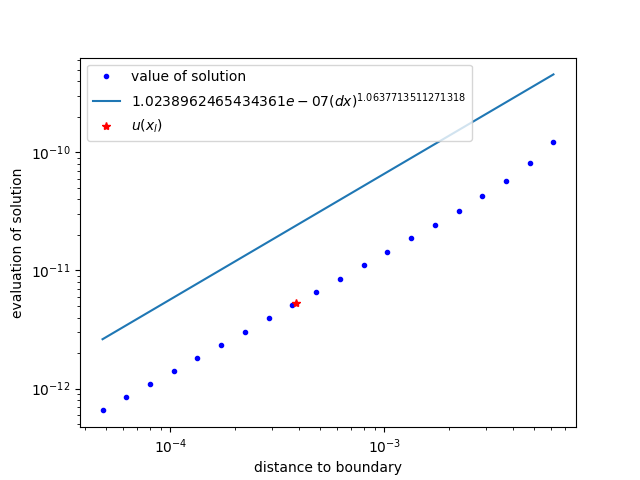 value of solution
1.0238962465434361e − 07(dx)^1.0637713511271318
u(x_l)
10^−10
10^−11
10^−12
10^−4
10^−3
evaluation of solution
distance to boundary